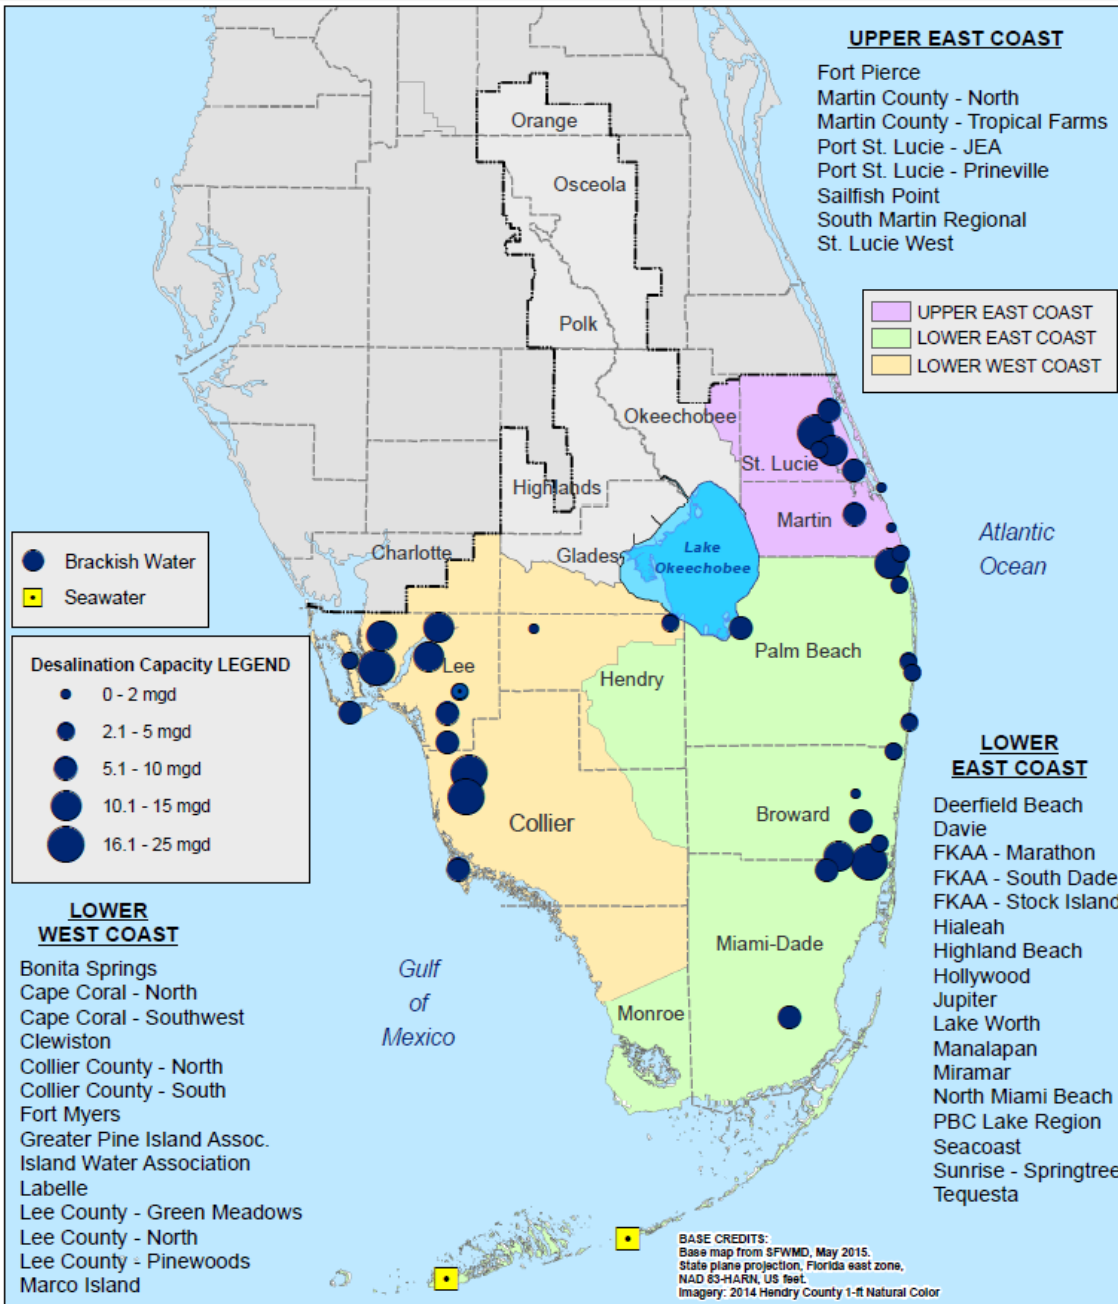 UPPER EAST COAST
Fort Pierce
Martin County - North
Martin County - Tropical Farms
Port St. Lucie - JEA
Port St. Lucie - Prineville
Sailfish Point
South Martin Regional
St. Lucie West
UPPER EAST COAST
LOWER EAST COAST
LOWER WEST COAST
Orange
Osceola
Polk
Okeechobee
St. Lucie
Highlands
Martin
Charlotte
Glades
Lake
Okeechobee
Atlantic
Ocean
Brackish Water
Seawater
Desalination Capacity LEGEND
0 - 2 mgd
2.1 - 5 mgd
5.1 - 10 mgd
10.1 - 15 mgd
16.1 - 25 mgd
Lee
Hendry
Palm Beach
Collier
Broward
Miami-Dade
Monroe
Gulf
of
Mexico
LOWER
WEST COAST
Bonita Springs
Cape Coral - North
Cape Coral - Southwest
Clewiston
Collier County - North
Collier County - South
Fort Myers
Greater Pine Island Assoc.
Island Water Association
Labelle
Lee County - Green Meadows
Lee County - North
Lee County - Pinewoods
Marco Island
LOWER
EAST COAST
Deerfield Beach
Davie
FKAA - Marathon
FKAA - South Dade
FKAA - Stock Island
Hialeah
Highland Beach
Hollywood
Jupiter
Lake Worth
Manalapan
Miramar
North Miami Beach
PBC Lake Region
Seacoast
Sunrise - Springtree
Tequesta
BASE CREDITS:
Base map from SFWMD, May 2015.
State plane projection, Florida east zone,
NAD 83-HARN, US feet.
Imagery: 2014 Hendry County 1-ft Natural Color